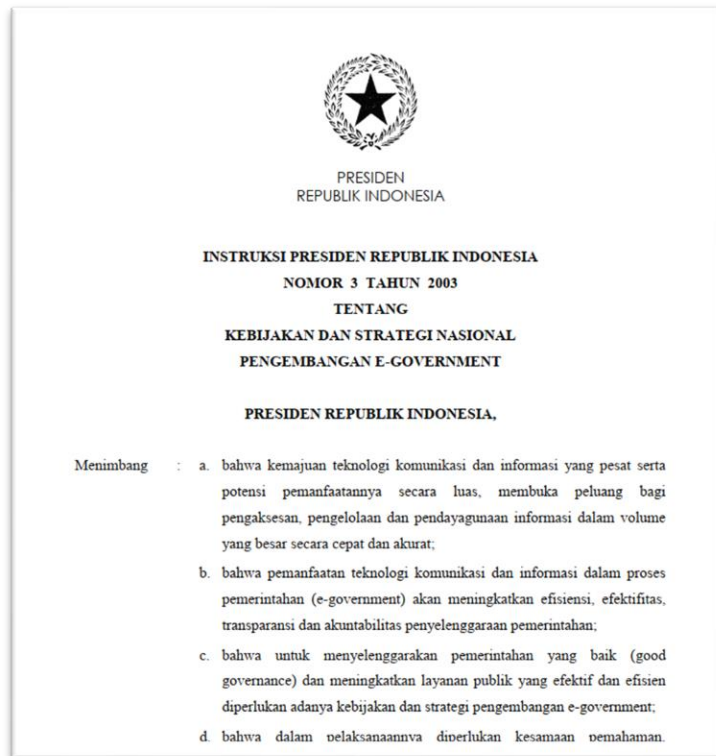 PRESIDEN
REPUBLIK INDONESIA
INSTRUKSI PRESIDEN REPUBLIK INDONESIA
NOMOR 3 TAHUN 2003
TENTANG
KEBIJAKAN DAN STRATEGI NASIONAL
PENGEMBANGAN E-GOVERNMENT
PRESIDEN REPUBLIK INDONESIA,
Menimbang : a. bahwa kemajuan teknologi komunikasi dan informasi yang pesat serta
potensi pemanfaatannya secara luas, membuka peluang bagi
pengaksesan, pengelolaan dan pendayagunaan informasi dalam volume
yang besar secara cepat dan akurat;
b. bahwa pemanfaatan teknologi komunikasi dan informasi dalam proses
pemerintahan (e-government) akan meningkatkan efisiensi, efektifitas,
transparansi dan akuntabilitas penyelenggaraan pemerintahan;
c. bahwa untuk menyelenggarakan pemerintahan yang baik (good
governance) dan meningkatkan layanan publik yang efektif dan efisien
diperlukan adanya kebijakan dan strategi pengembangan e-government;
d. bahwa dalam pelaksanaannya diperlukan kesamaan pemahaman,